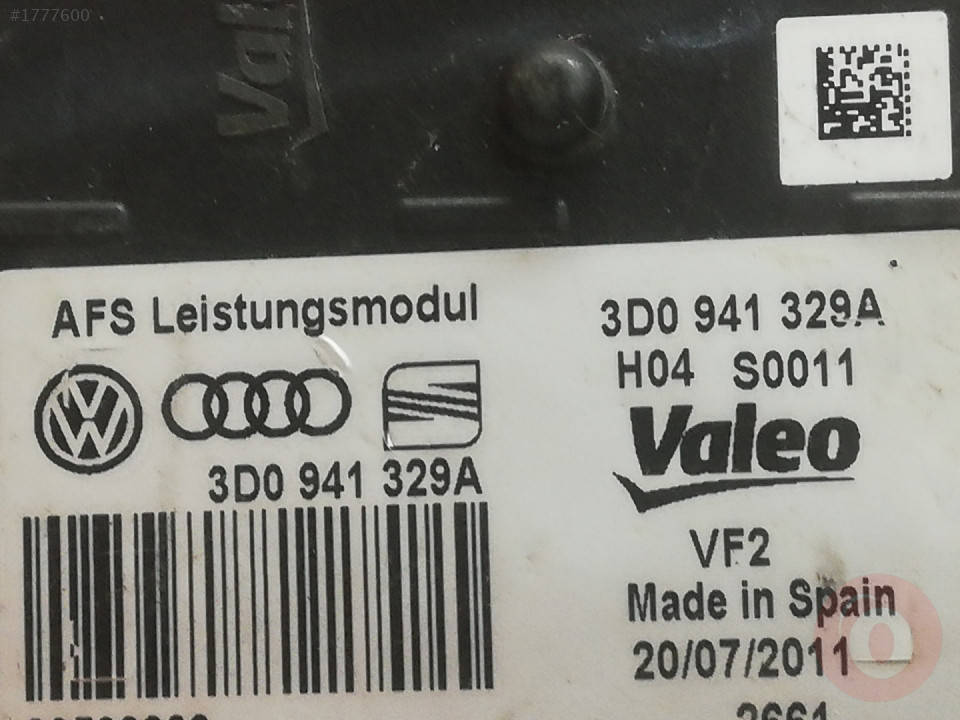 #1777600
AFS Leistungsmodul
3D0 941 329A
3D0 941 329A
H04 S0011
Valeo
VF2
Made in Spain
20/07/2011
2661